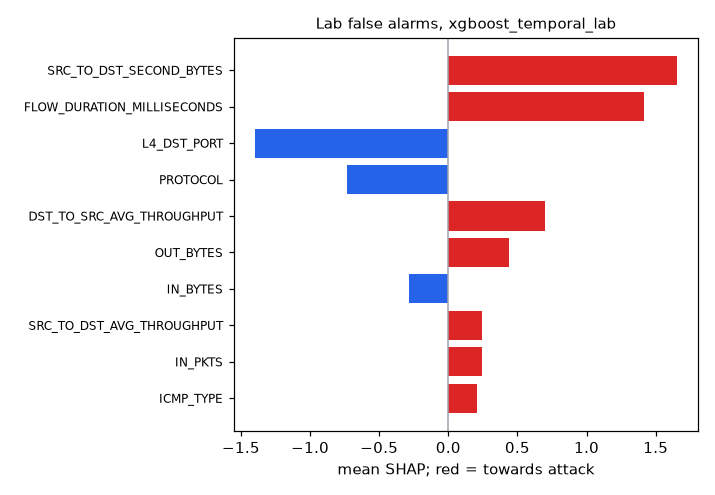 Lab false alarms, xgboost_temporal_lab
SRC_TO_DST_SECOND_BYTES
FLOW_DURATION_MILLISECONDS
L4_DST_PORT
PROTOCOL
DST_TO_SRC_AVG_THROUGHPUT
OUT_BYTES
IN_BYTES
SRC_TO_DST_AVG_THROUGHPUT
IN_PKTS
ICMP_TYPE
−1.5 −1.0 −0.5 0.0 0.5 1.0 1.5
mean SHAP; red = towards attack